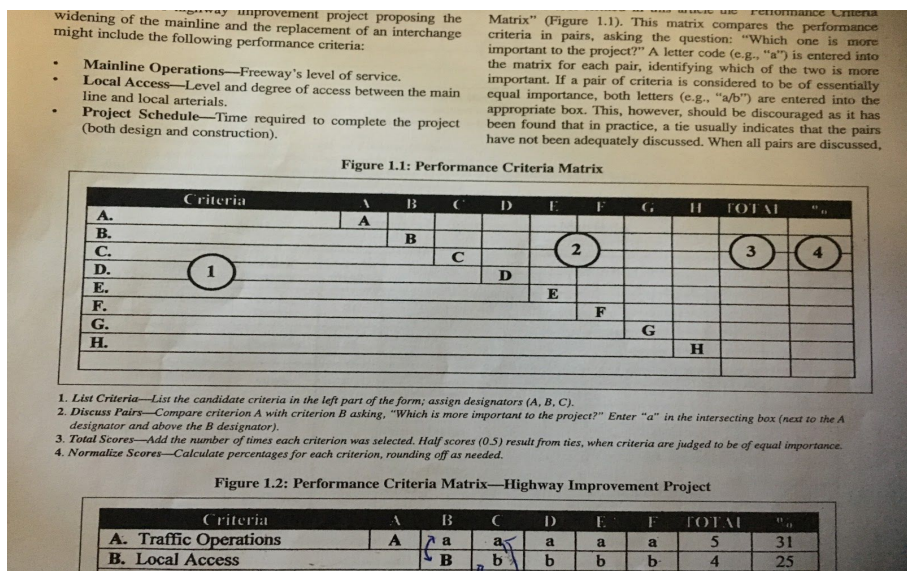 highway improvement project proposing the
widening of the mainline and the replacement of an interchange
might include the following performance criteria:
• Mainline Operations—Freeway's level of service.
• Local Access—Level and degree of access between the main
line and local arterials.
• Project Schedule—Time required to complete the project
(both design and construction).
in this article the "Performance Criteria
Matrix" (Figure 1.1). This matrix compares the performance
criteria in pairs, asking the question: "Which one is more
important to the project?" A letter code (e.g., "a") is entered into
the matrix for each pair, identifying which of the two is more
important. If a pair of criteria is considered to be of essentially
equal importance, both letters (e.g., "a/b") are entered into the
appropriate box. This, however, should be discouraged as it has
been found that in practice, a tie usually indicates that the pairs
have not been adequately discussed. When all pairs are discussed,
Figure 1.1: Performance Criteria Matrix
Criteria A B C D E F G H TOTAL %
A. A
B. B 2 3 4
C. C
D. 1 D
E. E
F. F
G. G
H. H
1. List Criteria—List the candidate criteria in the left part of the form; assign designators (A, B, C).
2. Discuss Pairs—Compare criterion A with criterion B asking, "Which is more important to the project?" Enter "a" in the intersecting box (next to the A
designator and above the B designator).
3. Total Scores—Add the number of times each criterion was selected. Half scores (0.5) result from ties, when criteria are judged to be of equal importance.
4. Normalize Scores—Calculate percentages for each criterion, rounding off as needed.
Figure 1.2: Performance Criteria Matrix—Highway Improvement Project
Criteria A B C D E F TOTAL %
A. Traffic Operations A a a a a a 5 31
B. Local Access B b b b b 4 25